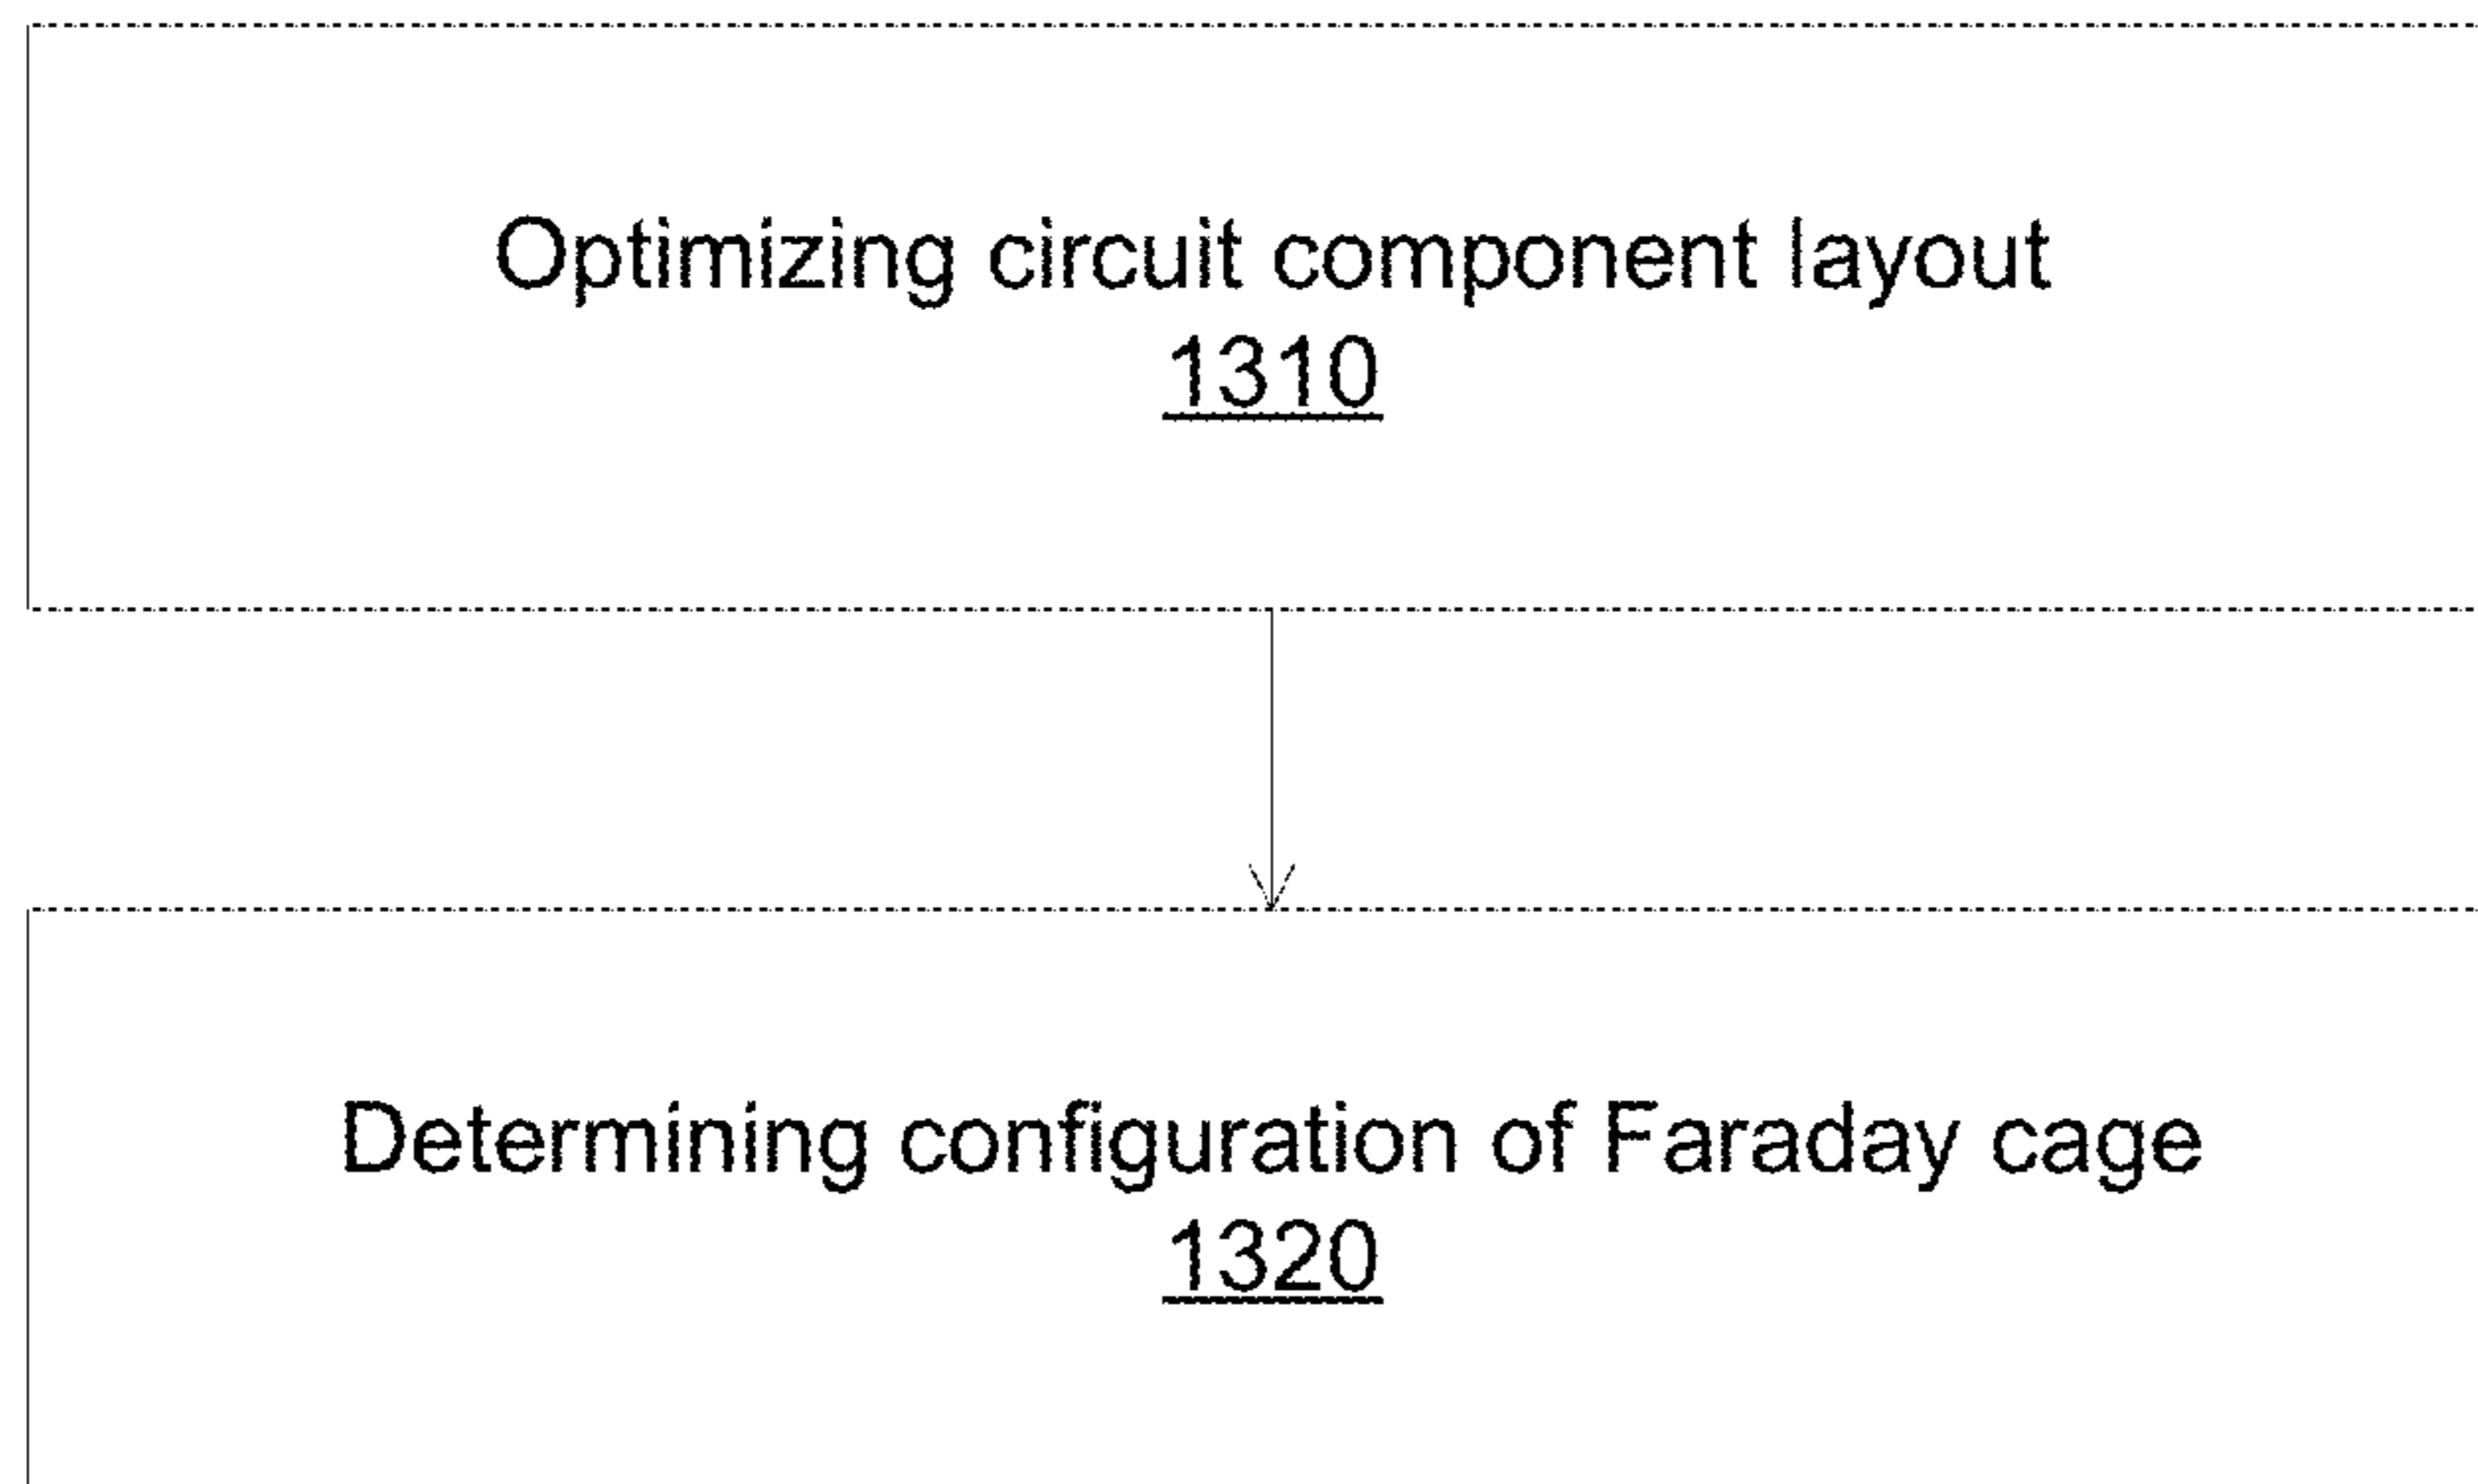 Optimizing circuit component layout
1310
Determining configuration of Faraday cage
1320